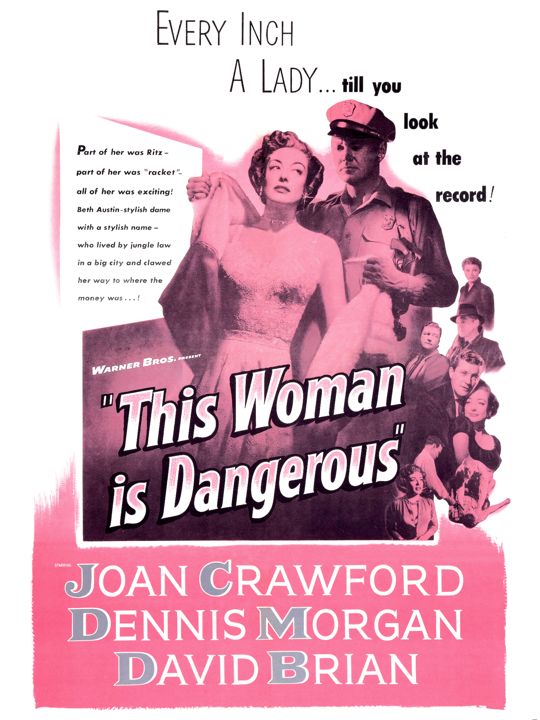 EVERY INCH
A LADY... till you
look
at the
record!
Part of her was Ritz –
part of her was "racket" –
all of her was exciting!
Beth Austin-stylish dame
with a stylish name –
who lived by jungle law
in a big city and clawed
her way to where the
money was...!
WARNER BROS. PRESENT
"This Woman
is Dangerous"
STARRING
JOAN CRAWFORD
DENNIS MORGAN
DAVID BRIAN